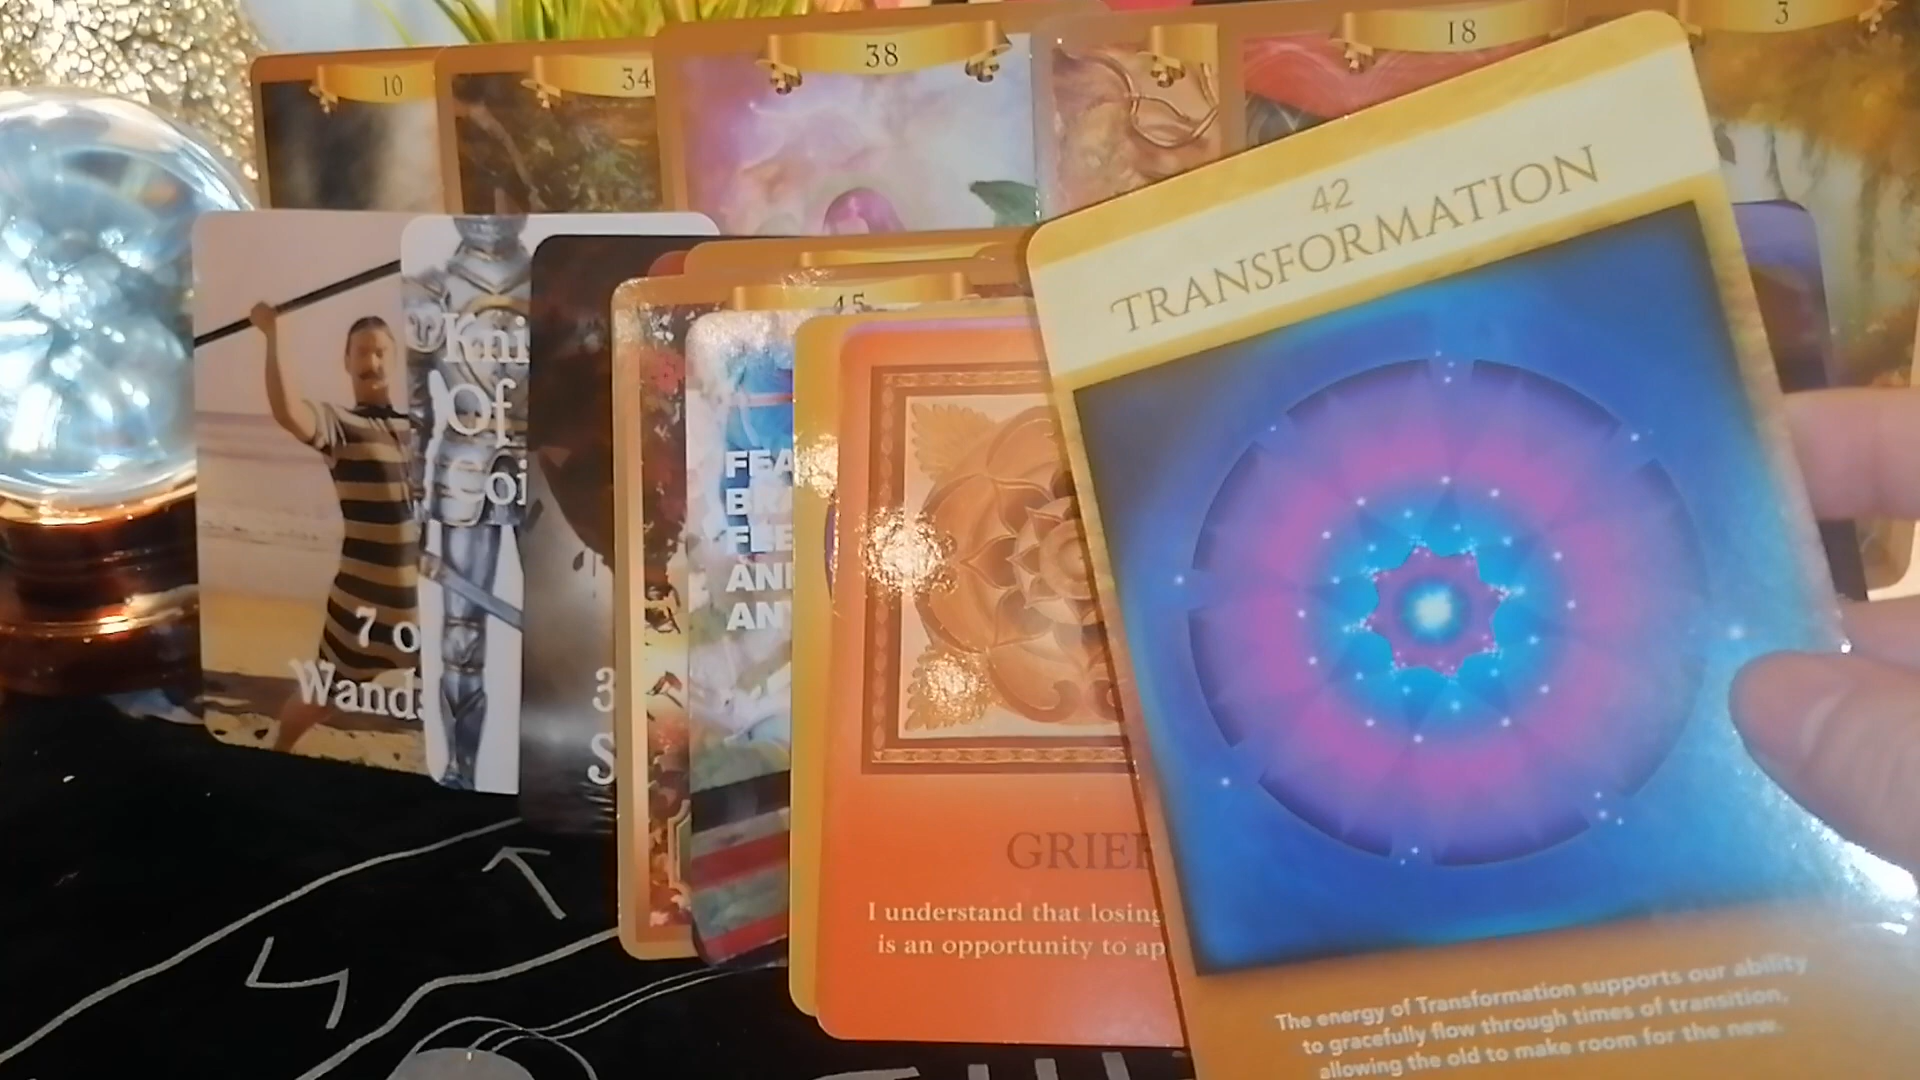 10
34
38
18
3
45
42
TRANSFORMATION
The energy of Transformation supports our ability
to gracefully flow through times of transition,
allowing the old to make room for the new.
7 o
Wands
Kni
Of
Coi
3
S
FEA
BR
FEE
AN
AN
GRIEF
I understand that losing
is an opportunity to ap